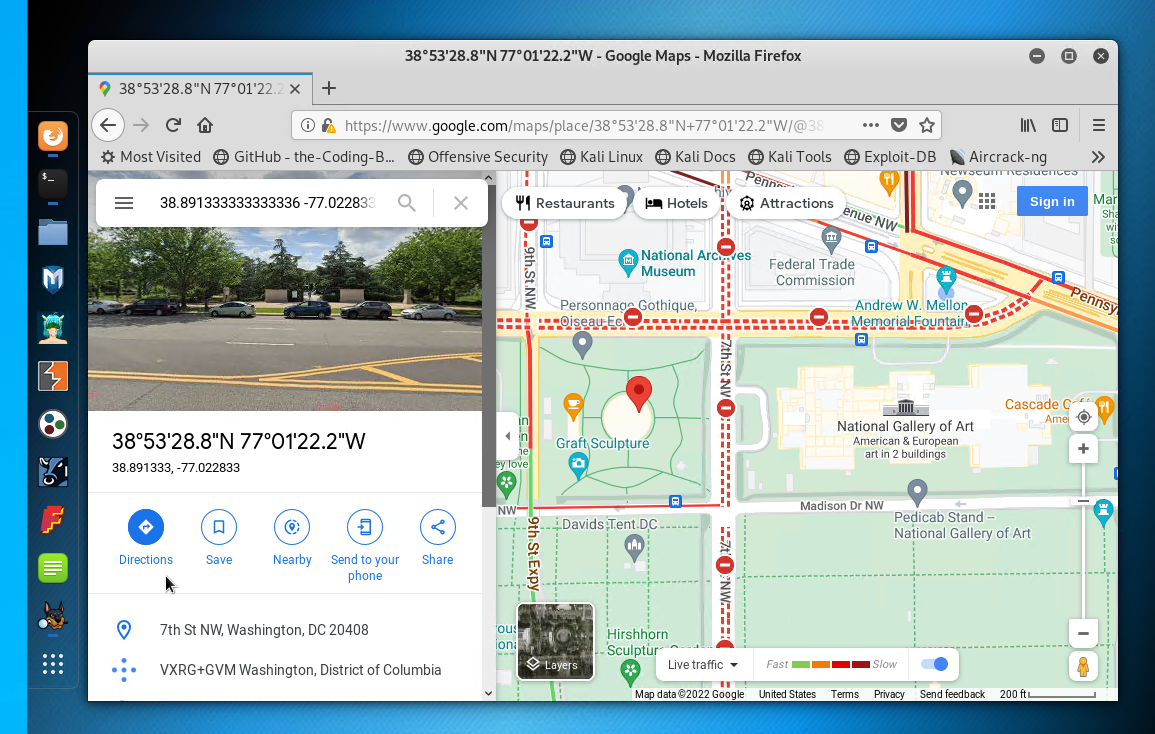 38°53'28.8"N 77°01'22.2"W - Google Maps - Mozilla Firefox
38°53'28.8"N 77°01'22.2
https://www.google.com/maps/place/38°53'28.8"N+77°01'22.2"W/@38
Most Visited GitHub - the-Coding-B... Offensive Security Kali Linux Kali Docs Kali Tools Exploit-DB Aircrack-ng
38.891333333333336 -77.022833
38°53'28.8"N 77°01'22.2"W
38.891333, -77.022833
Directions
Save
Nearby
Send to your
phone
Share
7th St NW, Washington, DC 20408
VXRG+GVM Washington, District of Columbia
Restaurants
Hotels
Attractions
Sign in
Newseum Residences
Mar
9th St NW
National Archives
Museum
Federal Trade
Commission
Personnage Gothique,
Andrew W. Mellon
Memorial Fountain
Pennsy
enue NW
7th St NW
Graft Sculpture
National Gallery of Art
American & European
art in 2 buildings
NW
Davids Tent DC
Madison Dr NW
Pedicab Stand –
National Gallery of Art
9th St Expy
Hirshhorn
Layers
Live traffic
Fast
Slow
Map data ©2022 Google United States Terms Privacy Send feedback 200 ft